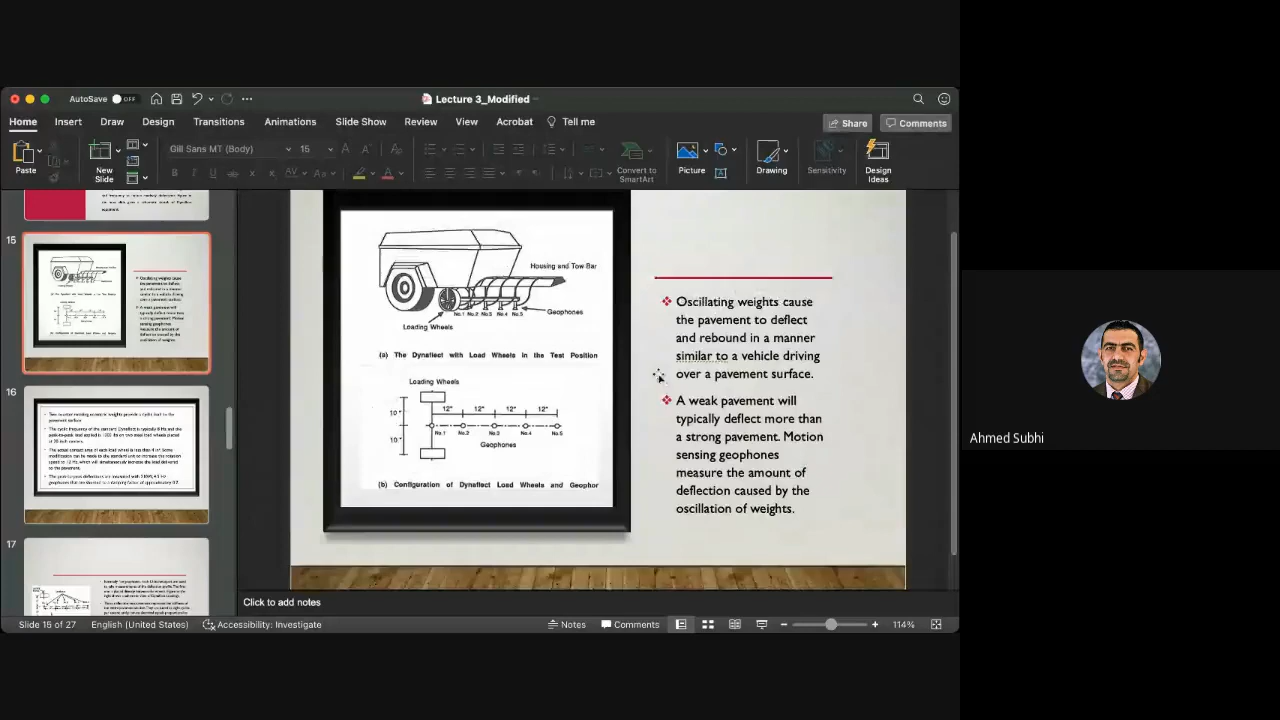 AutoSave OFF
Lecture 3_Modified
Home Insert Draw Design Transitions Animations Slide Show Review View Acrobat Tell me
Share Comments
Gill Sans MT (Body) 15
Paste
New Slide
Convert to SmartArt
Picture
Drawing
Sensitivity
Design Ideas
15
16
17
Housing and Tow Bar
No.1 No.2 No.3 No.4 No.5
Geophones
Loading Wheels
(a) The Dynaflect with Load Wheels in the Test Position
Loading Wheels
12" 12" 12" 12"
10"
No.1 No.2 No.3 No.4 No.5
10"
Geophones
(b) Configuration of Dynaflect Load Wheels and Geophor
❖ Oscillating weights cause
the pavement to deflect
and rebound in a manner
similar to a vehicle driving
over a pavement surface.
❖ A weak pavement will
typically deflect more than
a strong pavement. Motion
sensing geophones
measure the amount of
deflection caused by the
oscillation of weights.
Click to add notes
Slide 15 of 27 English (United States) Accessibility: Investigate
Notes Comments 114%
Ahmed Subhi